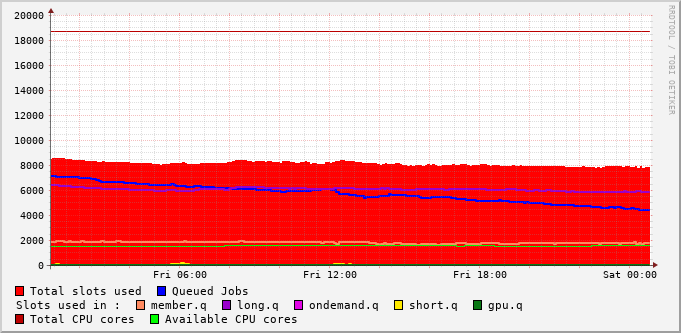 20000
18000
16000
14000
12000
10000
8000
6000
4000
2000
0
Fri 06:00 Fri 12:00 Fri 18:00 Sat 00:00
RRDTOOL / TOBI OETIKER
Total slots used Queued Jobs
Slots used in : member.q long.q ondemand.q short.q gpu.q
Total CPU cores Available CPU cores